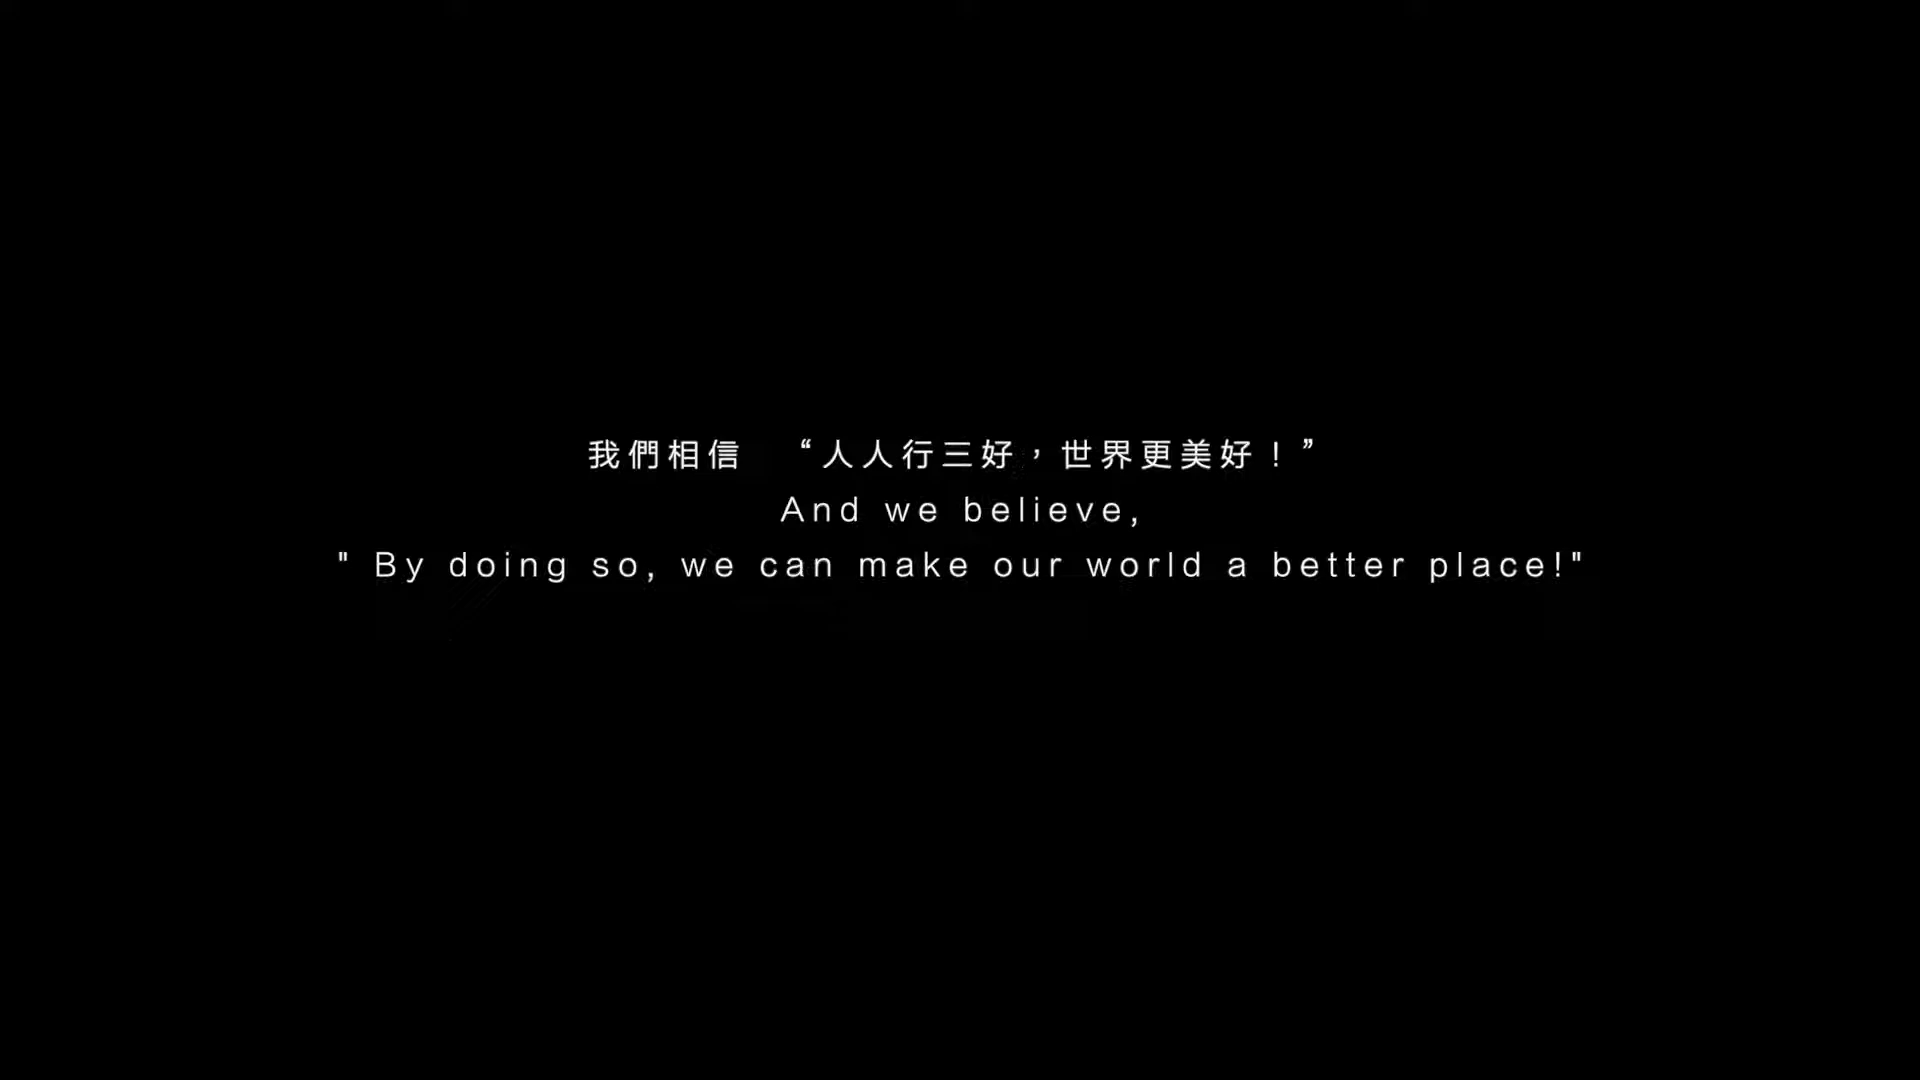 我們相信　“人人行三好，世界更美好！”
And we believe,
" By doing so, we can make our world a better place!"